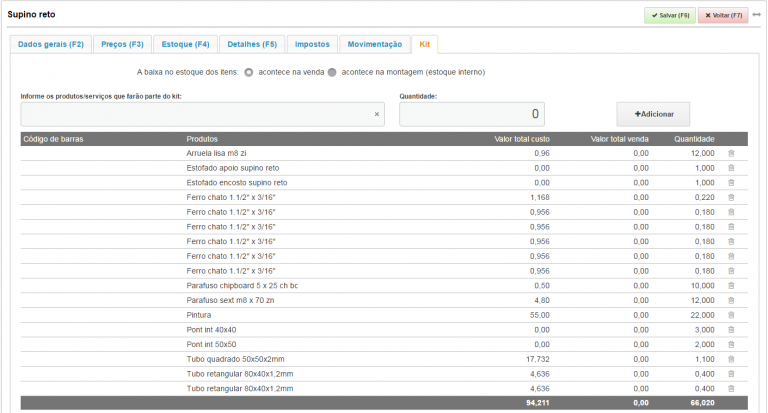 Supino reto
Salvar (F6)
Voltar (F7)
Dados gerais (F2)
Preços (F3)
Estoque (F4)
Detalhes (F5)
Impostos
Movimentação
Kit
A baixa no estoque dos itens: acontece na venda acontece na montagem (estoque interno)
Informe os produtos/serviços que farão parte do kit: Quantidade:
× 0 +Adicionar
Código de barras Produtos Valor total custo Valor total venda Quantidade
Arruela lisa m8 zi 0,96 0,00 12,000
Estofado apoio supino reto 0,00 0,00 1,000
Estofado encosto supino reto 0,00 0,00 1,000
Ferro chato 1.1/2" x 3/16" 1,168 0,00 0,220
Ferro chato 1.1/2" x 3/16" 0,956 0,00 0,180
Ferro chato 1.1/2" x 3/16" 0,956 0,00 0,180
Ferro chato 1.1/2" x 3/16" 0,956 0,00 0,180
Ferro chato 1.1/2" x 3/16" 0,956 0,00 0,180
Ferro chato 1.1/2" x 3/16" 0,956 0,00 0,180
Parafuso chipboard 5 x 25 ch bc 0,50 0,00 10,000
Parafuso sext m8 x 70 zn 4,80 0,00 12,000
Pintura 55,00 0,00 22,000
Pont int 40x40 0,00 0,00 3,000
Pont int 50x50 0,00 0,00 2,000
Tubo quadrado 50x50x2mm 17,732 0,00 1,100
Tubo retangular 80x40x1,2mm 4,636 0,00 0,400
Tubo retangular 80x40x1,2mm 4,636 0,00 0,400
94,211 0,00 66,020